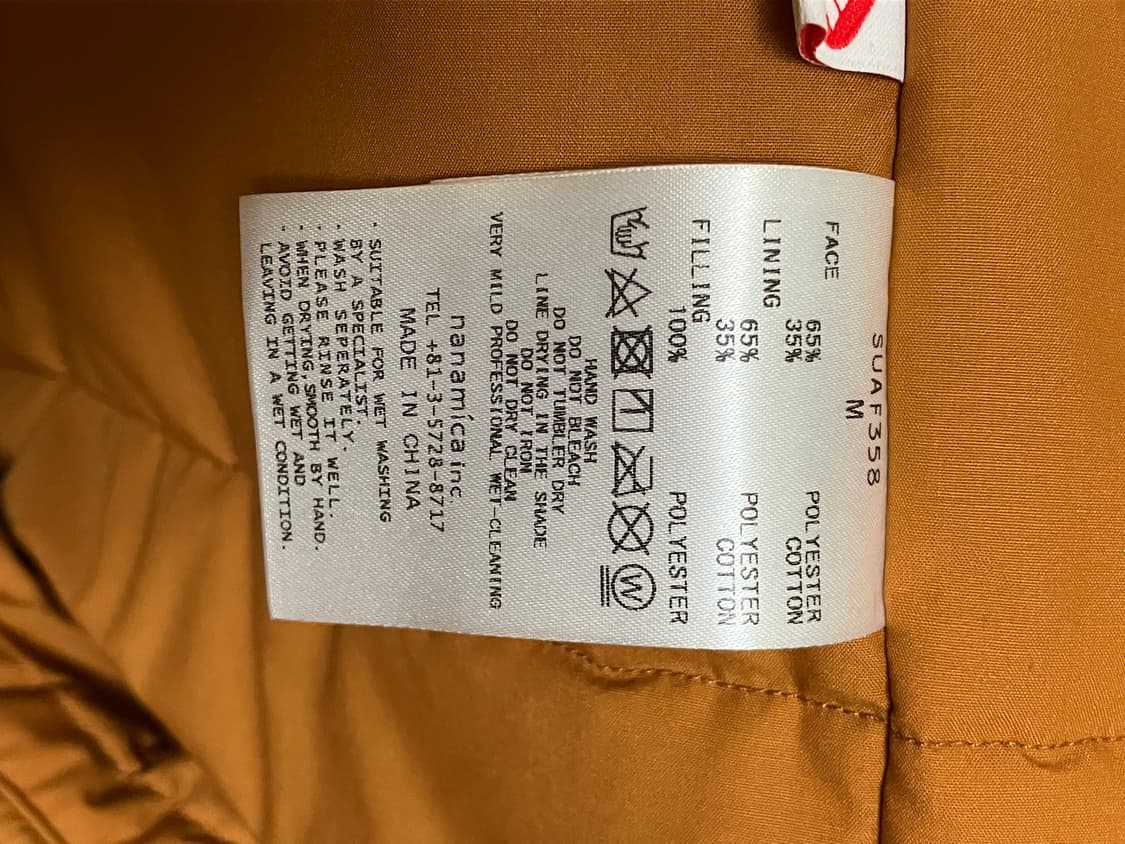 SUAF358
M
FACE
65% POLYESTER
35% COTTON
LINING
65% POLYESTER
35% COTTON
FILLING
100% POLYESTER
W
HAND WASH
DO NOT BLEACH
DO NOT TUMBLER DRY
LINE DRYING IN THE SHADE
DO NOT IRON
DO NOT DRY CLEAN
VERY MILD PROFESSIONAL WET-CLEANING
nanamíca inc.
TEL +81-3-5728-8717
MADE IN CHINA
· SUITABLE FOR WET WASHING
BY A SPECIALIST.
· WASH SEPERATELY.
· PLEASE RINSE IT WELL.
· WHEN DRYING,SMOOTH BY HAND.
· AVOID GETTING WET AND
LEAVING IN A WET CONDITION.